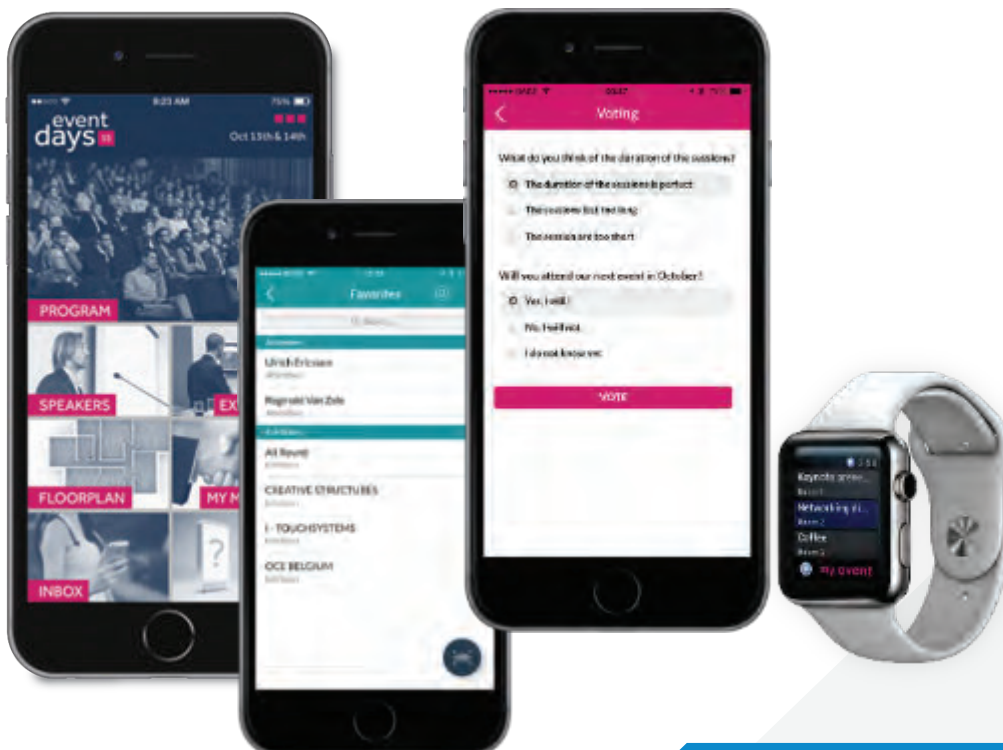 9:23 AM
75%
event
days
Oct 13th & 14th
PROGRAM
SPEAKERS
EX
FLOORPLAN
MY M
INBOX
Favorites
Ulrich Ericsson
Reginald Van Zele
All Round
CREATIVE STRUCTURES
I - TOUCHSYSTEMS
OCE BELGIUM
Voting
What do you think of the duration of the sessions?
The duration of the sessions is perfect
The sessions last too long
The session are too short
Will you attend our next event in October?
Yes, I will!
No, I will not
I do not know yet
VOTE
Keynote
Networking di...
Coffee
my event